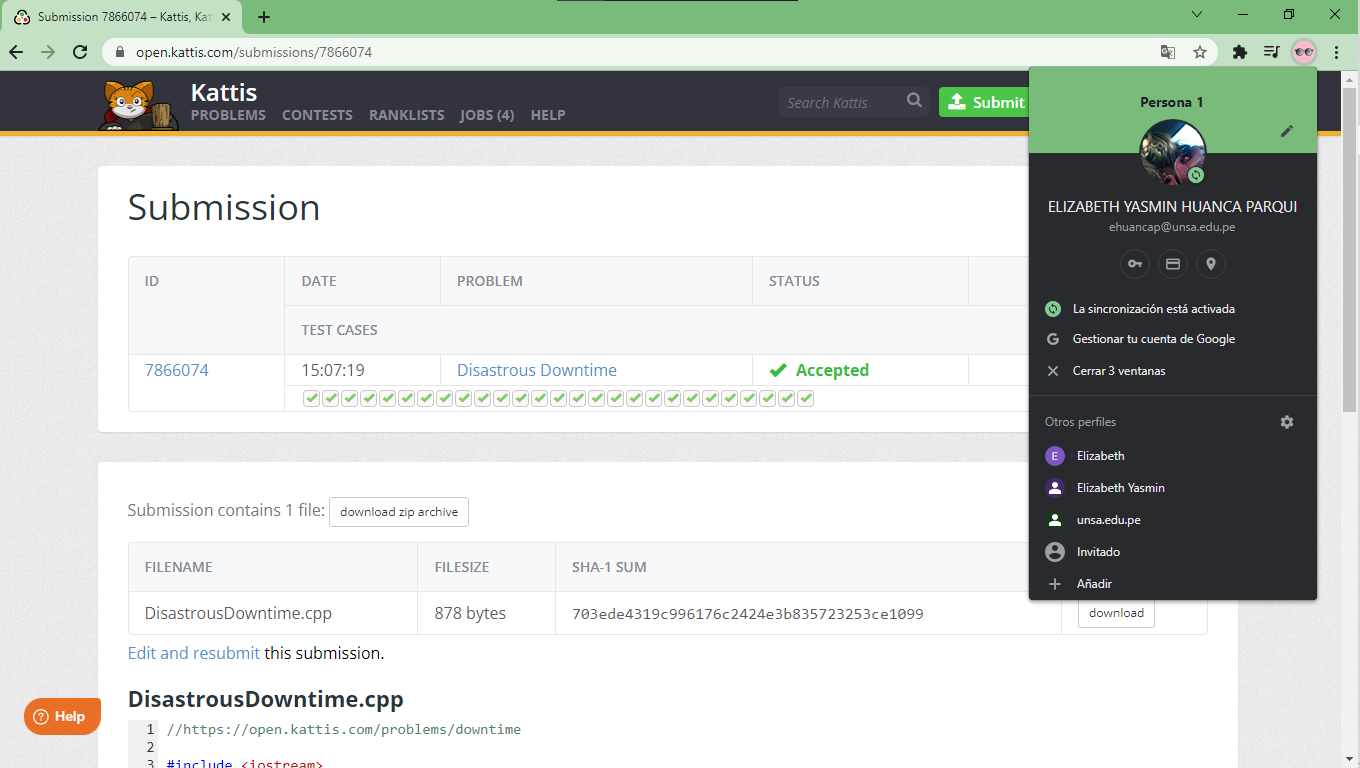 Submission 7866074 – Kattis, Kat
open.kattis.com/submissions/7866074
Kattis
PROBLEMS CONTESTS RANKLISTS JOBS (4) HELP
Search Kattis
Submit
Persona 1
ELIZABETH YASMIN HUANCA PARQUI
ehuancap@unsa.edu.pe
La sincronización está activada
Gestionar tu cuenta de Google
Cerrar 3 ventanas
Otros perfiles
E Elizabeth
Elizabeth Yasmin
unsa.edu.pe
Invitado
Añadir
Submission
ID DATE PROBLEM STATUS
TEST CASES
7866074 15:07:19 Disastrous Downtime Accepted
Submission contains 1 file: download zip archive
FILENAME FILESIZE SHA-1 SUM
DisastrousDowntime.cpp 878 bytes 703ede4319c996176c2424e3b835723253ce1099 download
Edit and resubmit this submission.
DisastrousDowntime.cpp
1 //https://open.kattis.com/problems/downtime
2
3 #include <iostream>
Help